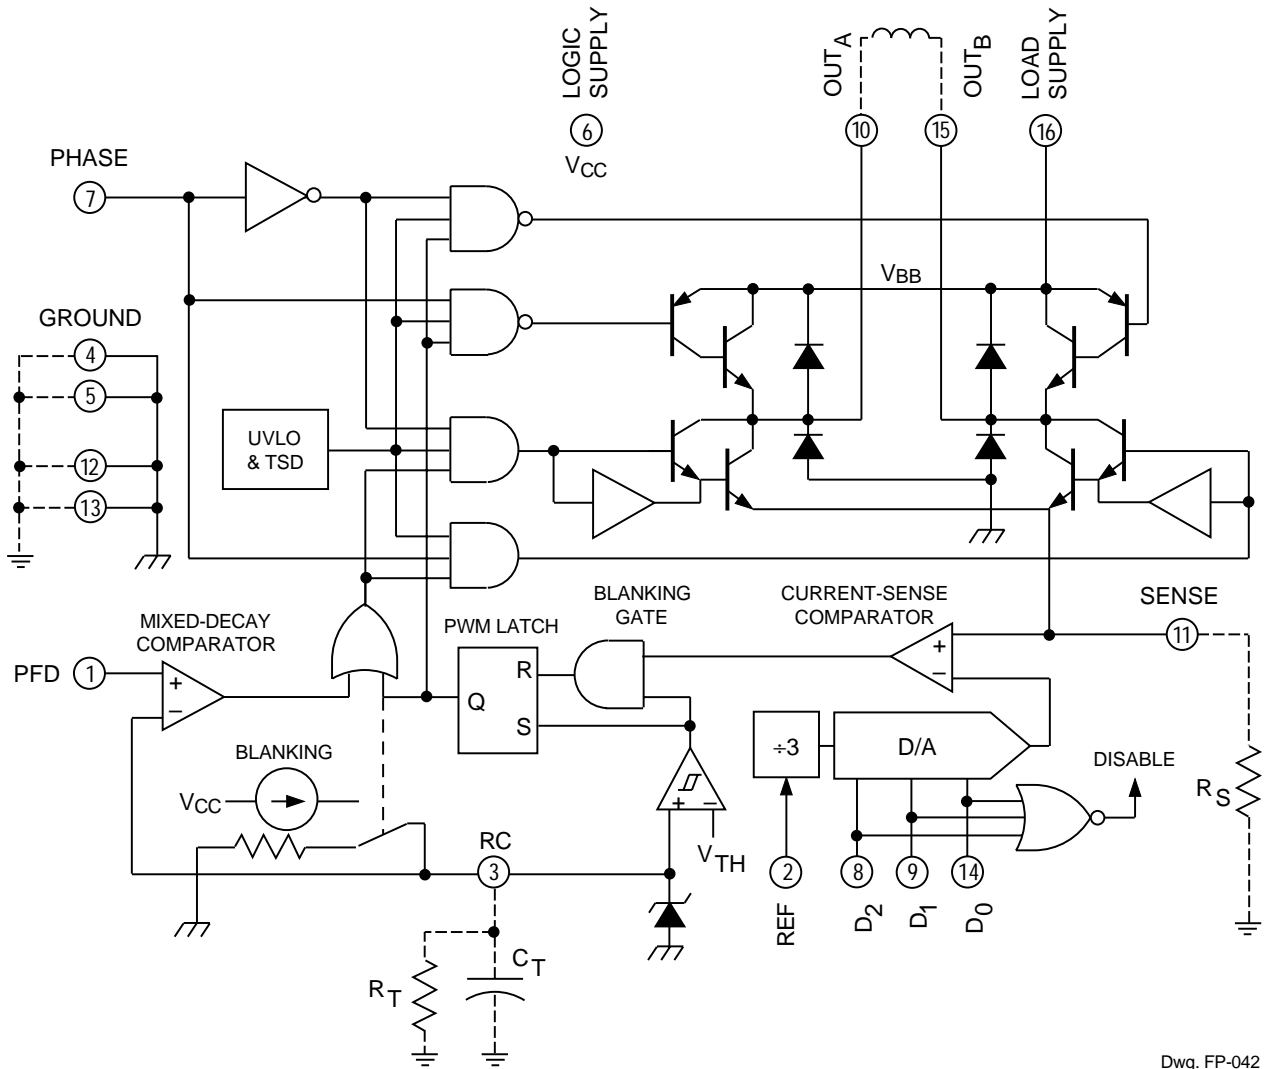 LOGIC
SUPPLY
6
VCC
OUTA
OUTB
LOAD
SUPPLY
10
15
16
PHASE
7
VBB
GROUND
4
5
12
13
UVLO
& TSD
MIXED-DECAY
COMPARATOR
PWM LATCH
BLANKING
GATE
CURRENT-SENSE
COMPARATOR
SENSE
11
PFD
1
+
–
Q
R
S
+
–
÷3
D/A
DISABLE
RS
BLANKING
VCC
+
–
VTH
RC
3
2
8
9
14
REF
D2
D1
D0
RT
CT
Dwg. FP-042